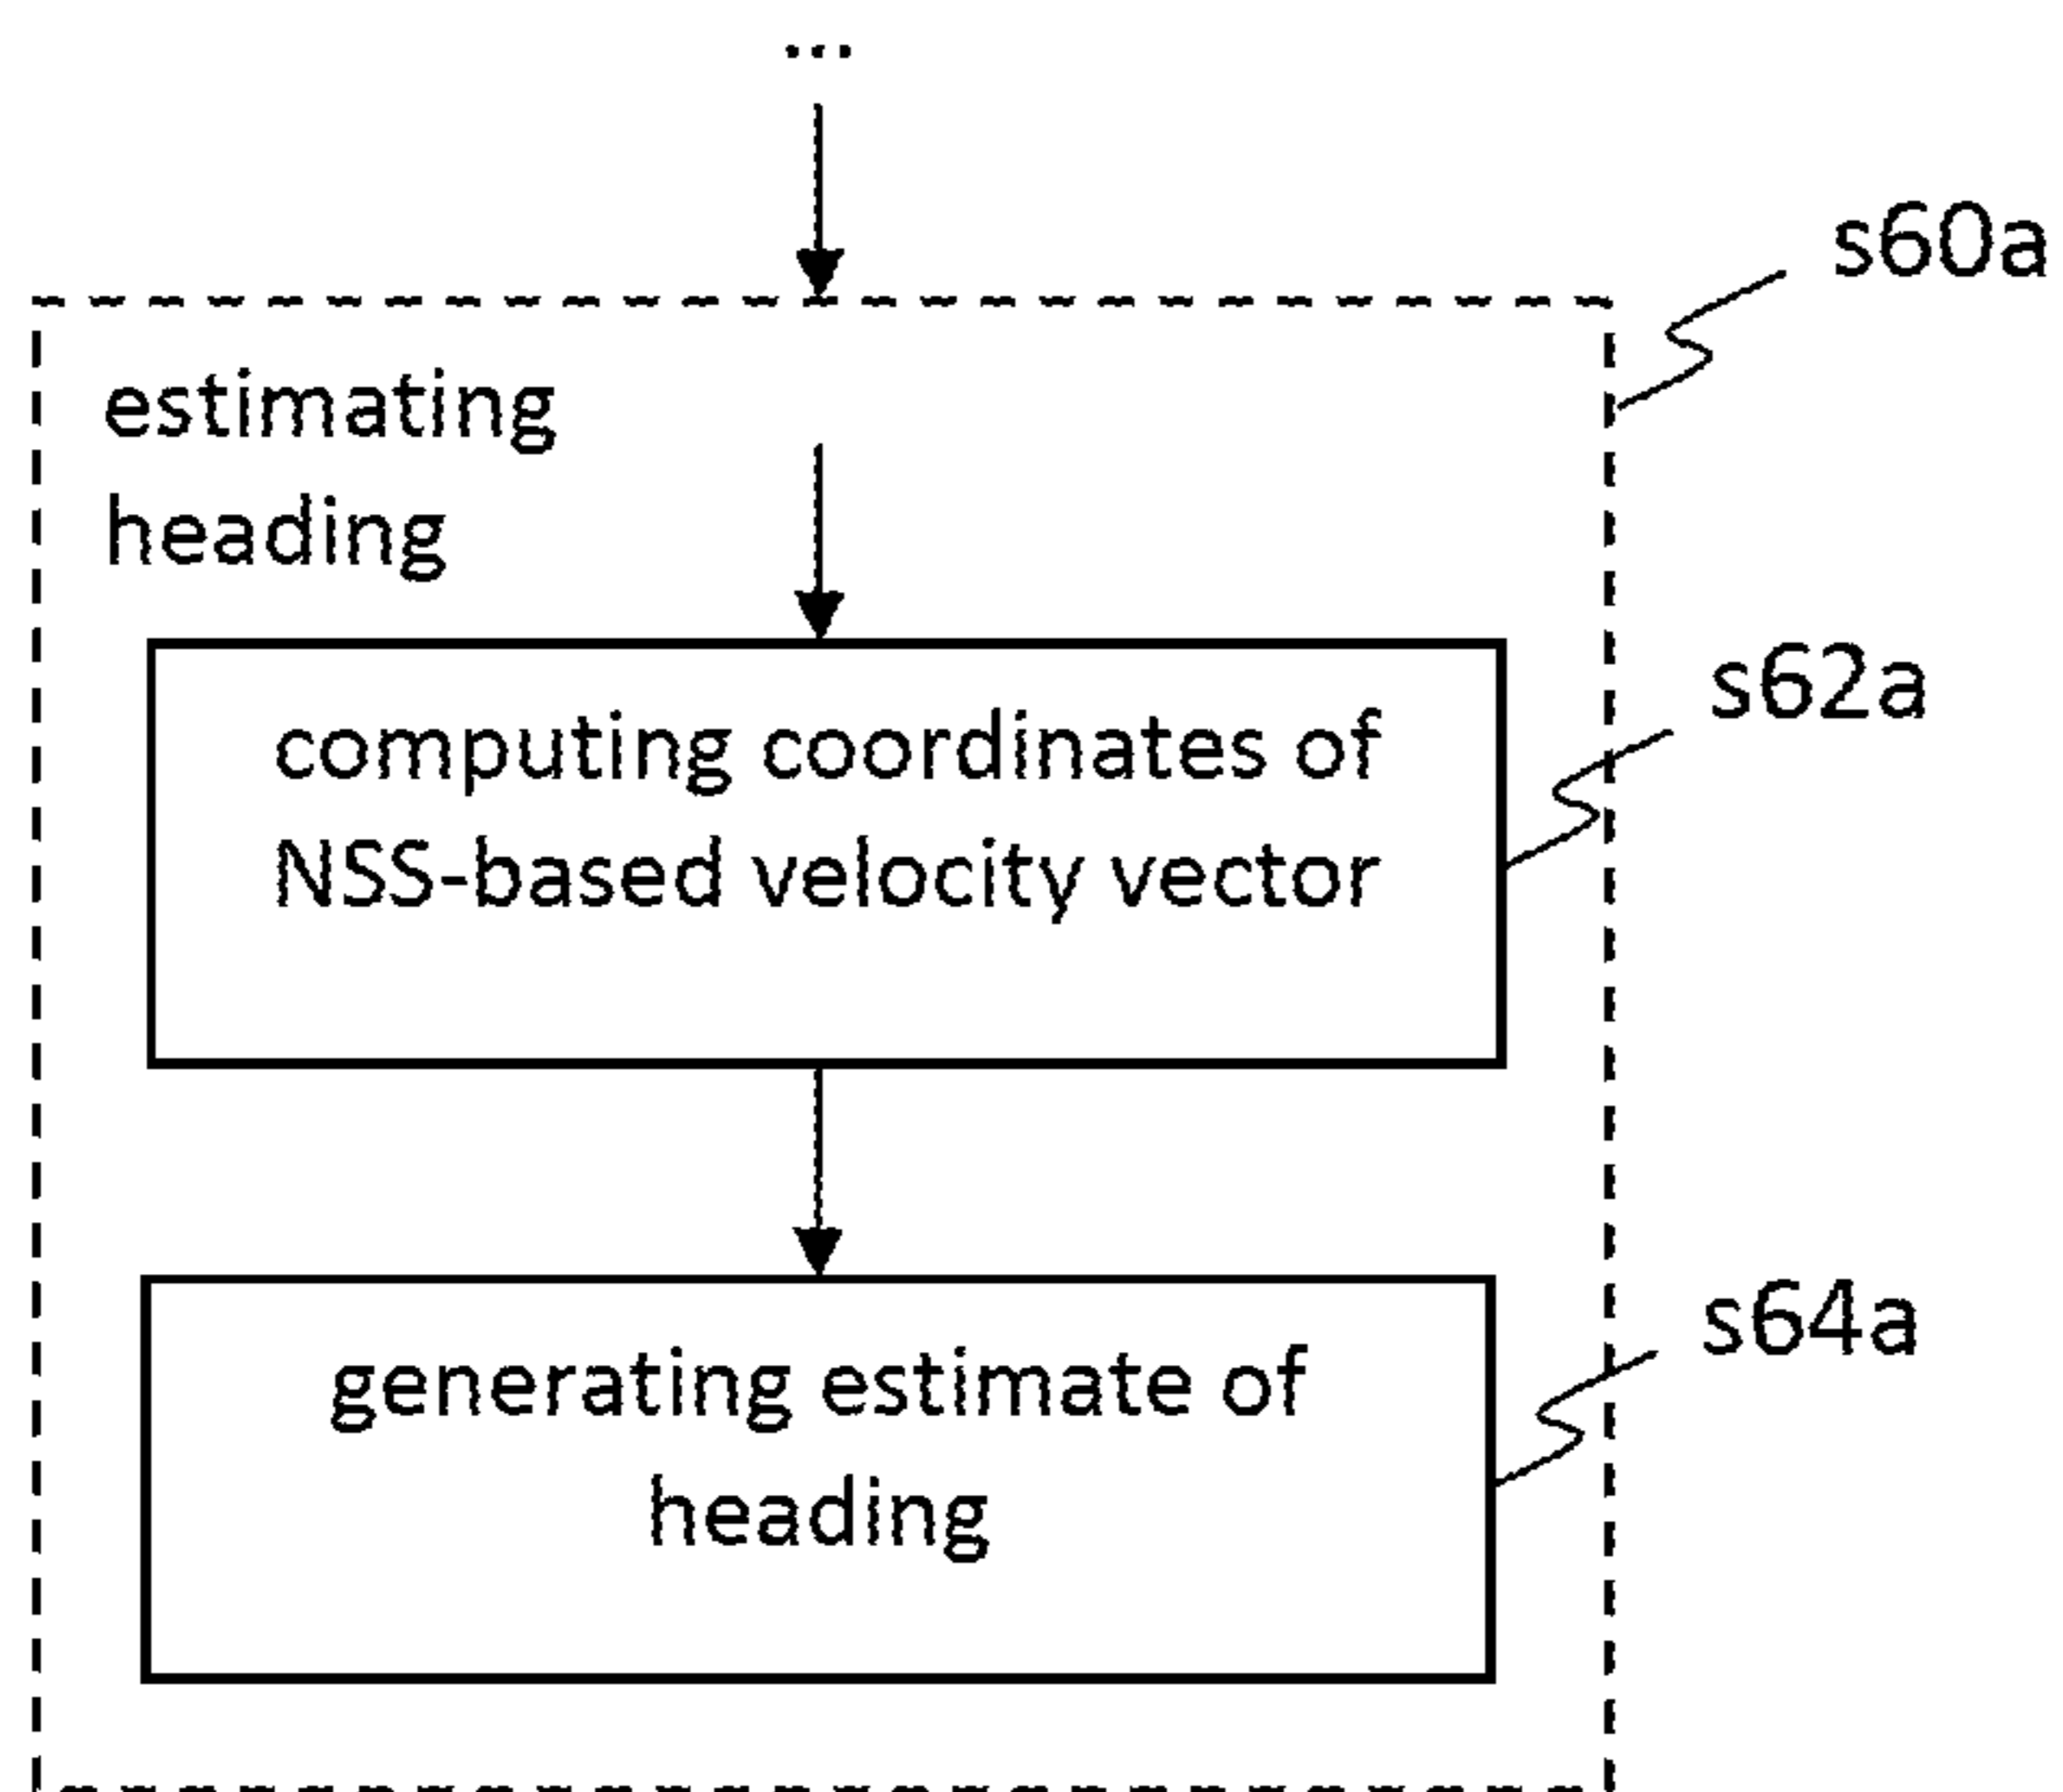 ...
s60a
estimating
heading
s62a
computing coordinates of
NSS-based velocity vector
s64a
generating estimate of
heading